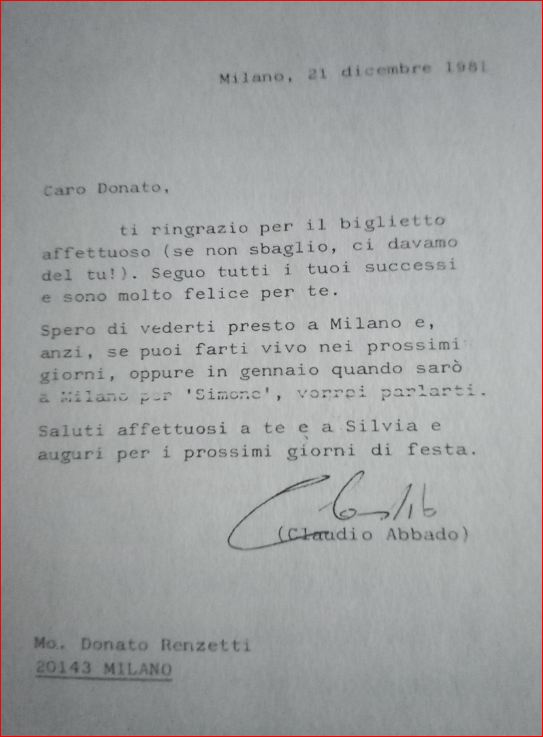 Milano, 21 dicembre 1981
Caro Donato,
ti ringrazio per il biglietto
affettuoso (se non sbaglio, ci davamo
del tu!). Seguo tutti i tuoi successi
e sono molto felice per te.
Spero di vederti presto a Milano e,
anzi, se puoi farti vivo nei prossimi
giorni, oppure in gennaio quando sarò
a Milano per 'Simone', vorrei parlarti.
Saluti affettuosi a te e a Silvia e
auguri per i prossimi giorni di festa.
(Claudio Abbado)
Mo. Donato Renzetti
20143 MILANO